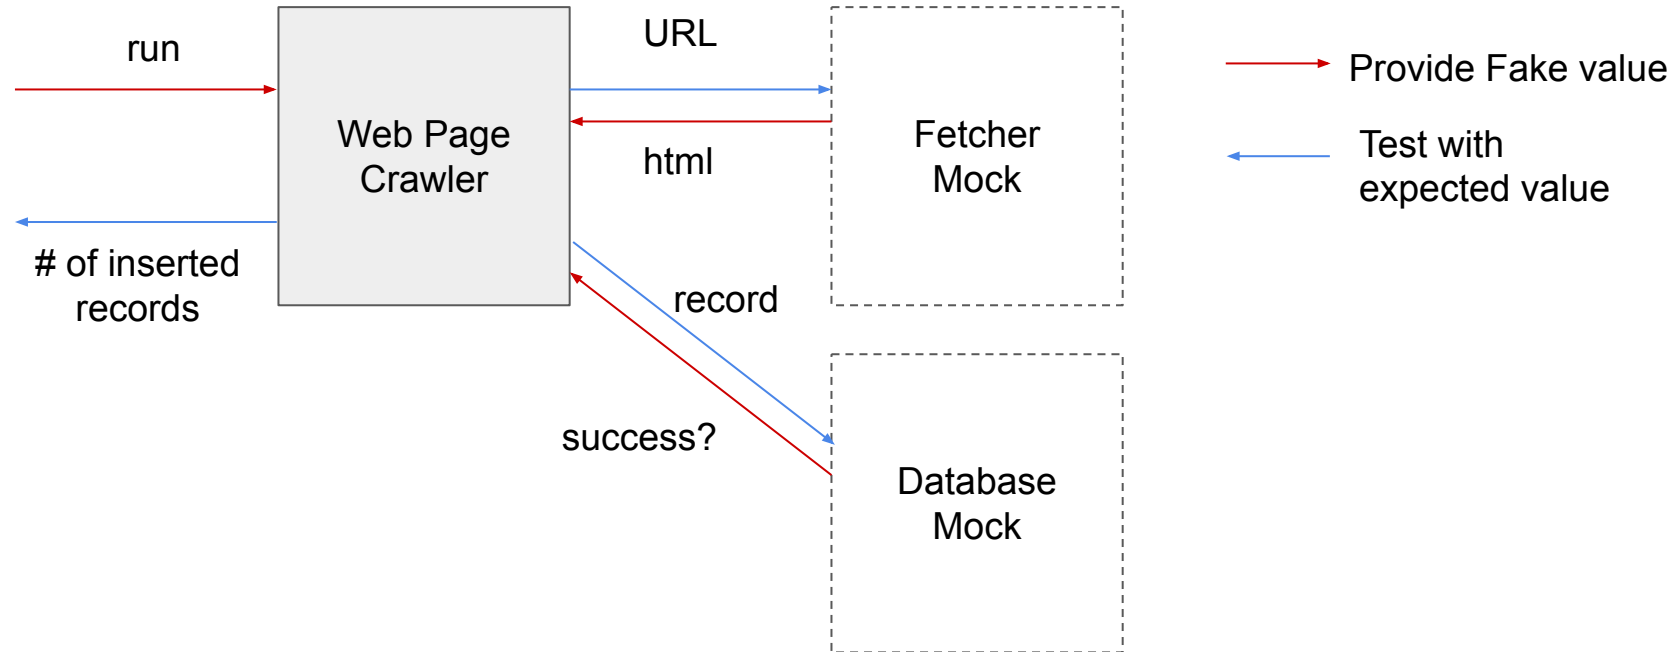 run
URL
Provide Fake value
Web Page
Crawler
Fetcher
Mock
html
Test with
expected value
# of inserted
records
record
success?
Database
Mock